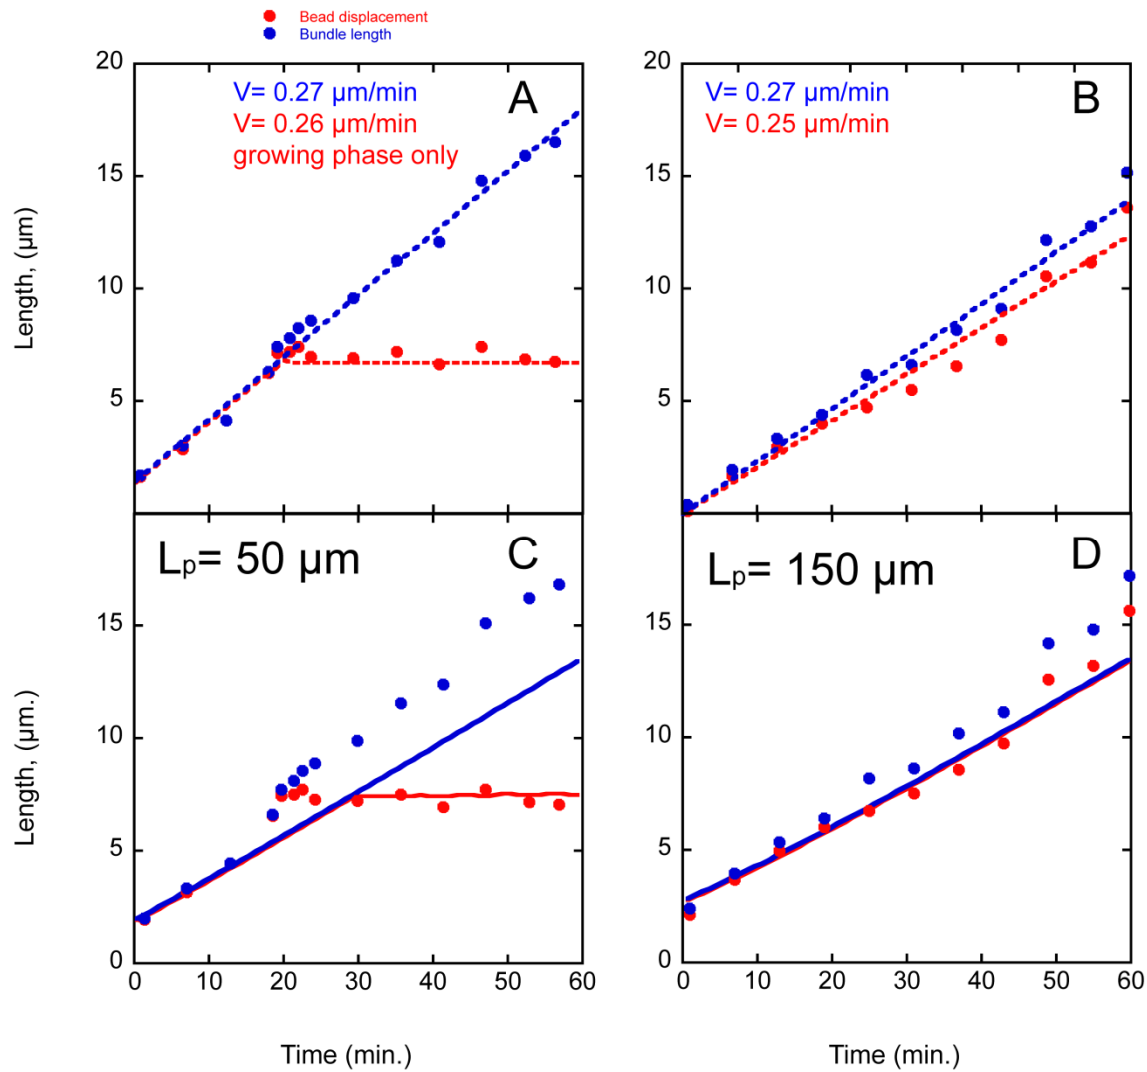 Bead displacement
Bundle length
20
15
10
5
Length, (µm)
V= 0.27 µm/min
V= 0.26 µm/min
growing phase only
A
20
15
10
5
V= 0.27 µm/min
V= 0.25 µm/min
B
15
10
5
0
Length, (µm.)
Lp= 50 µm
C
0 10 20 30 40 50 60
Time (min.)
15
10
5
0
Lp= 150 µm
D
0 10 20 30 40 50 60
Time (min.)